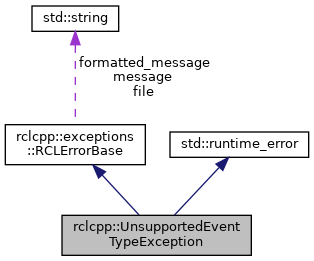 std::string
formatted_message
message
file
rclcpp::exceptions
::RCLErrorBase
std::runtime_error
rclcpp::UnsupportedEvent
TypeException